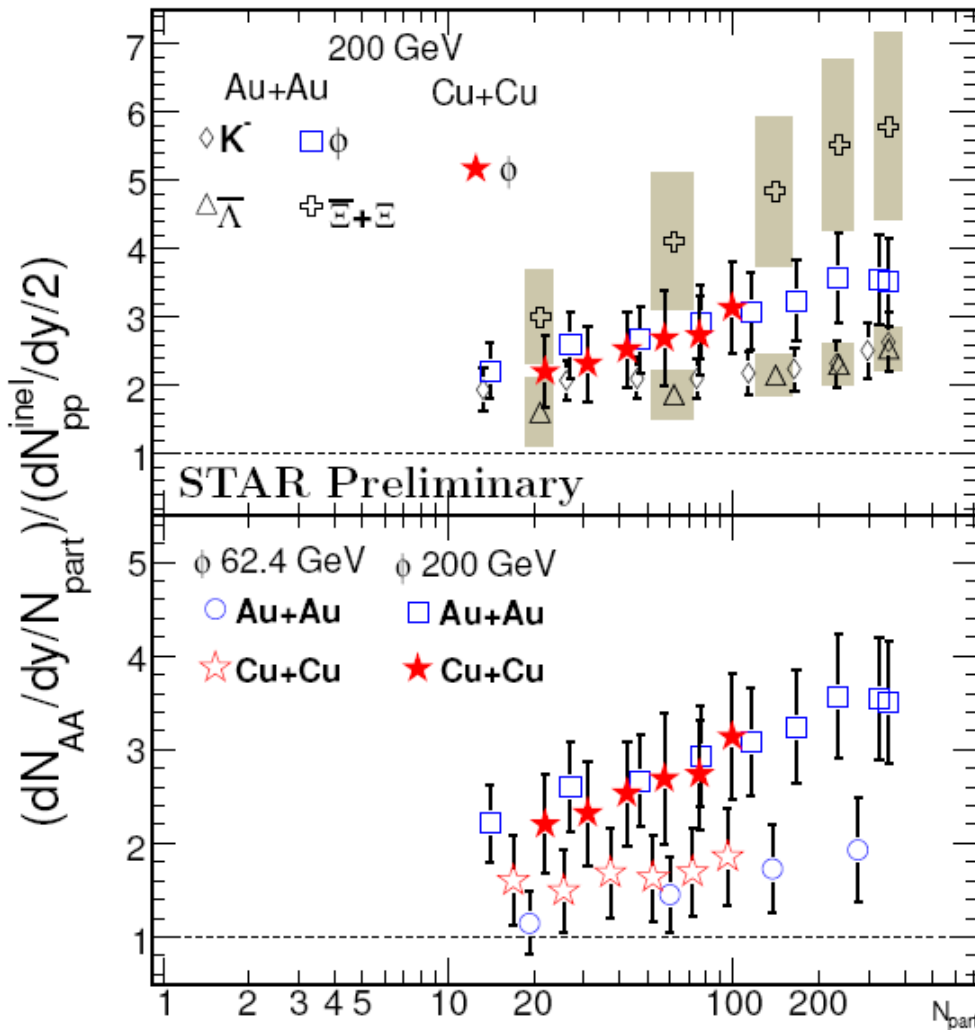 200 GeV
Au+Au Cu+Cu
K⁻ ϕ
ϕ
Λ̅ Ξ̅+Ξ
7
6
5
4
3
2
1
STAR Preliminary
(dN_AA/dy/N_part)/(dN_pp^inel/dy/2)
ϕ 62.4 GeV ϕ 200 GeV
Au+Au Au+Au
Cu+Cu Cu+Cu
5
4
3
2
1
1 2 3 4 5 10 20 100 200
N_part